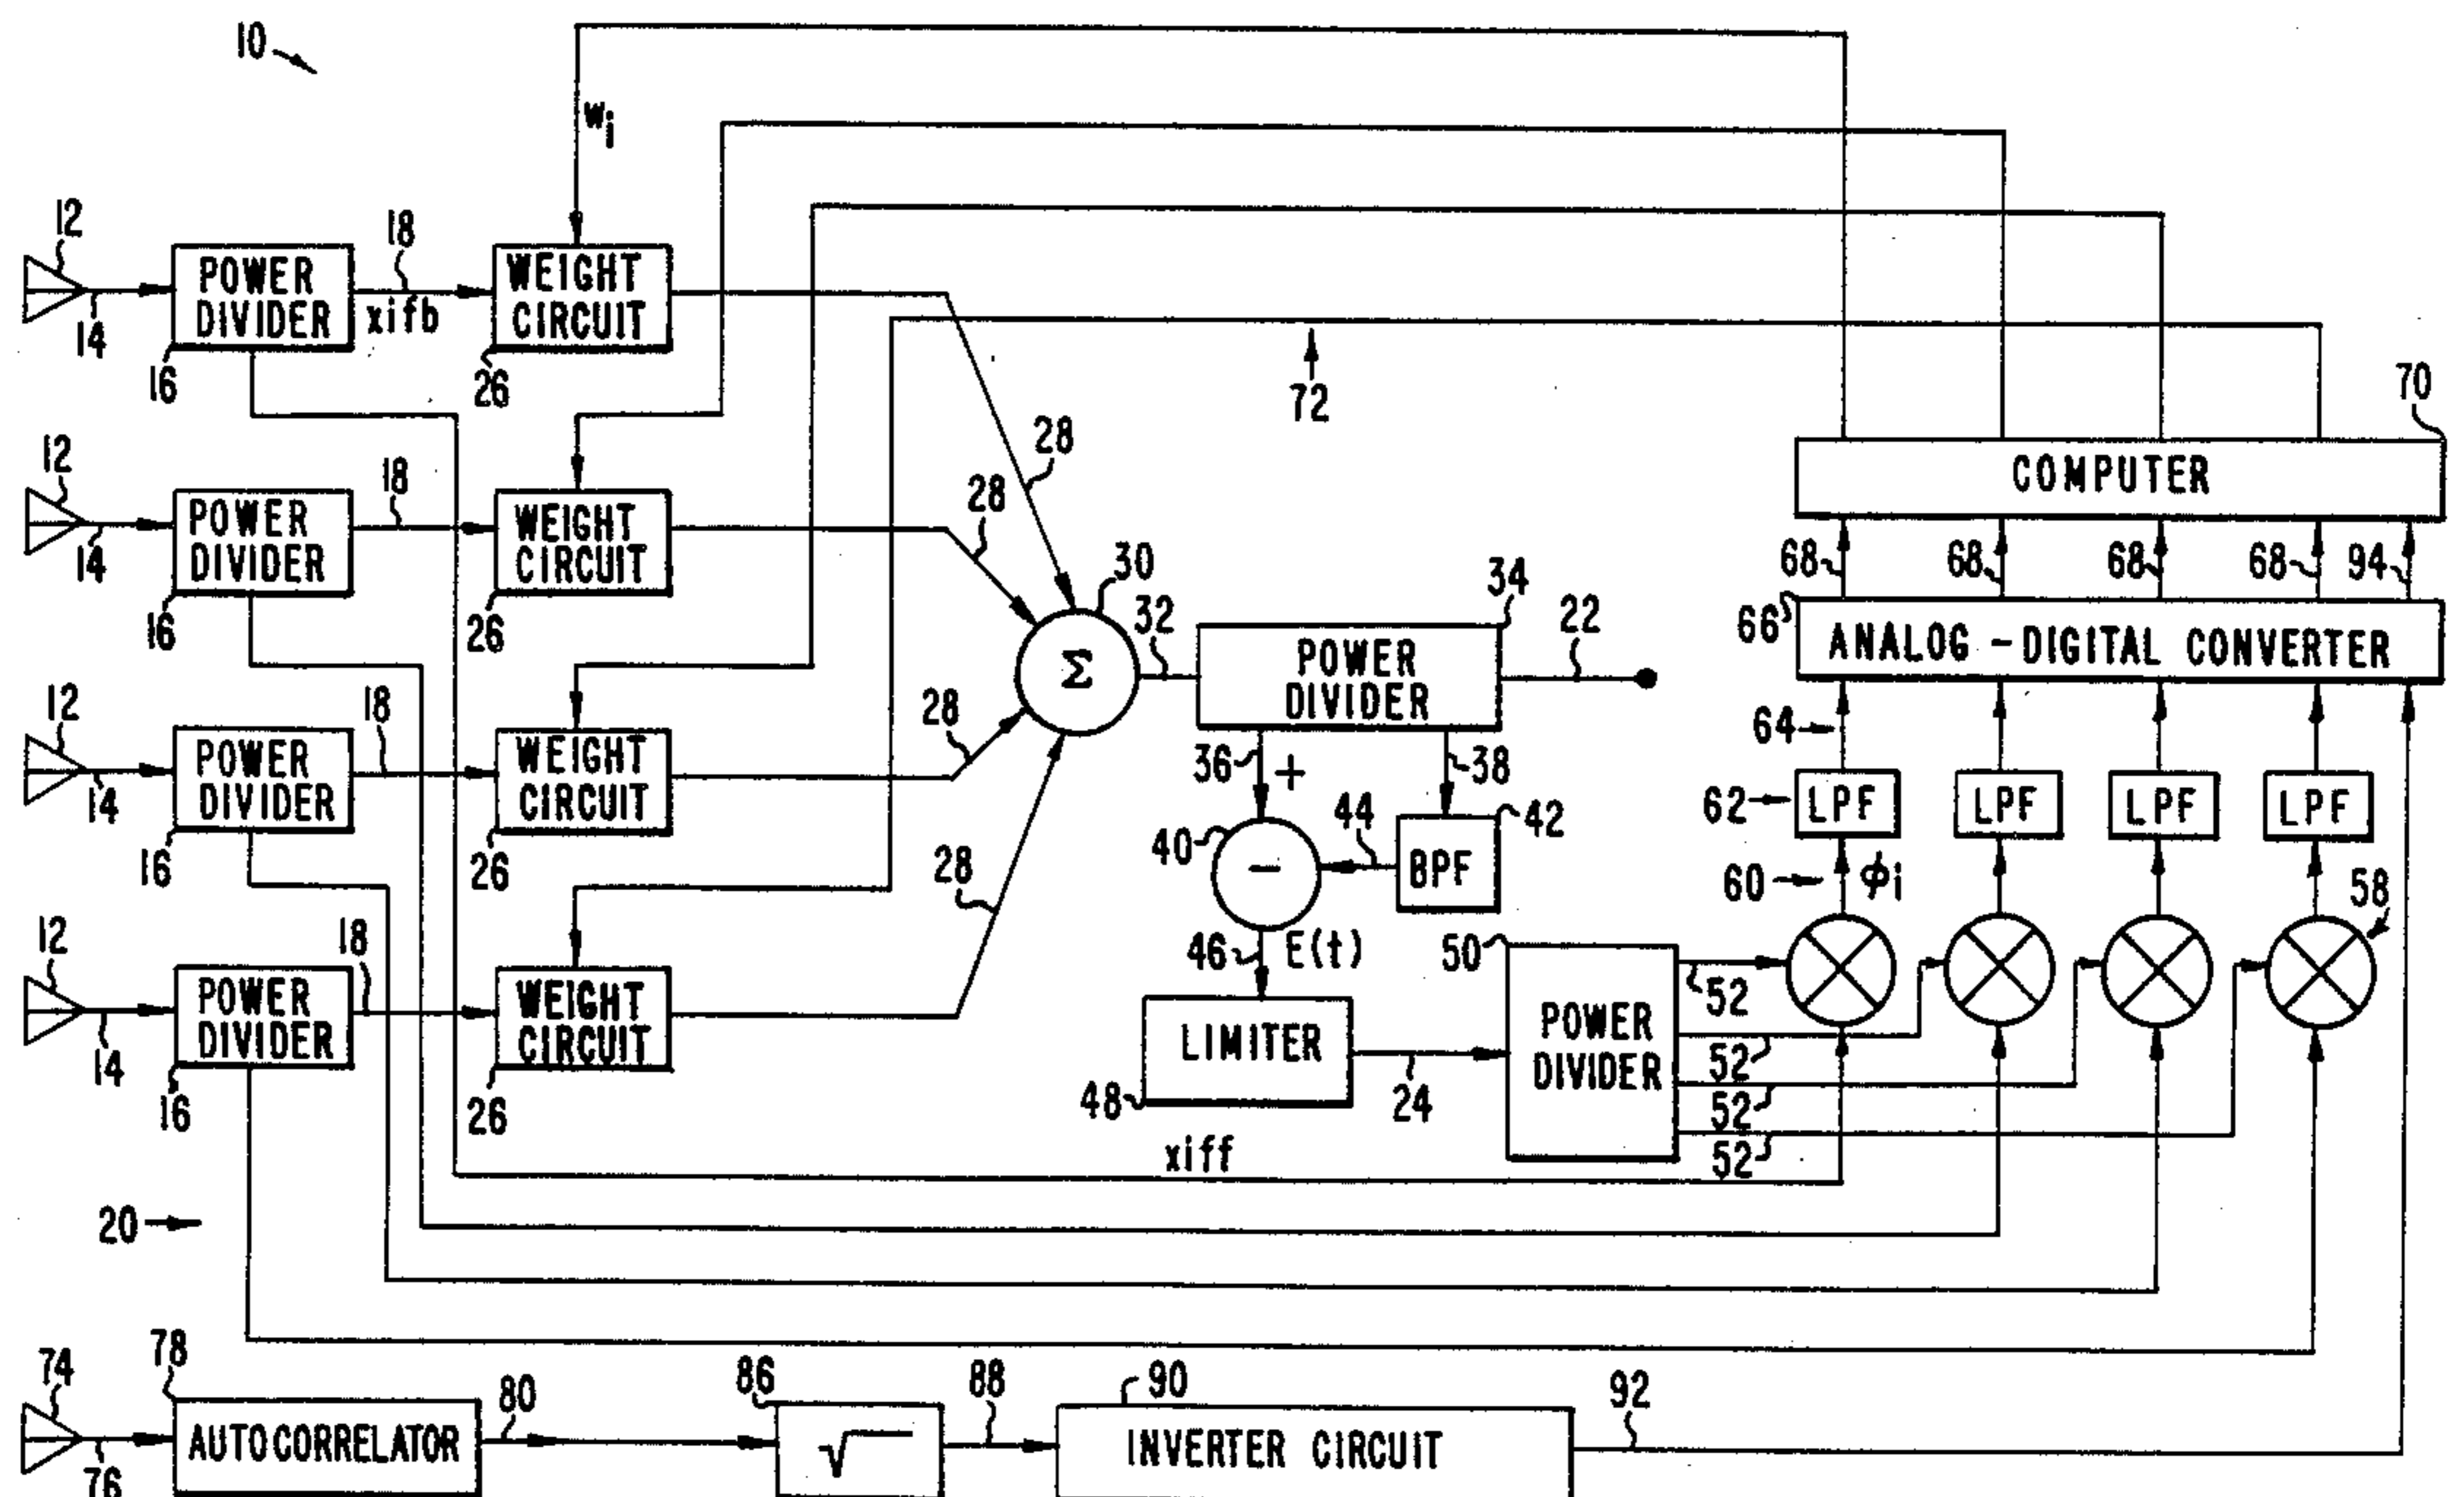 10
w_i
12
18
POWER
DIVIDER
xifb
WEIGHT
CIRCUIT
14
16
26
72
70
28
12
18
28
POWER
DIVIDER
WEIGHT
CIRCUIT
COMPUTER
14
16
26
30
32
34
22
68
68
68
68
94
66
Σ
POWER
DIVIDER
ANALOG - DIGITAL CONVERTER
12
18
28
POWER
DIVIDER
WEIGHT
CIRCUIT
36
+
38
64
14
16
26
40
−
44
BPF
42
62
LPF
LPF
LPF
LPF
28
60
ϕi
58
12
18
46
E(t)
50
52
POWER
DIVIDER
WEIGHT
CIRCUIT
LIMITER
POWER
DIVIDER
14
16
26
48
24
52
52
52
xiff
20
74
78
80
86
88
90
92
AUTOCORRELATOR
√
INVERTER CIRCUIT
76